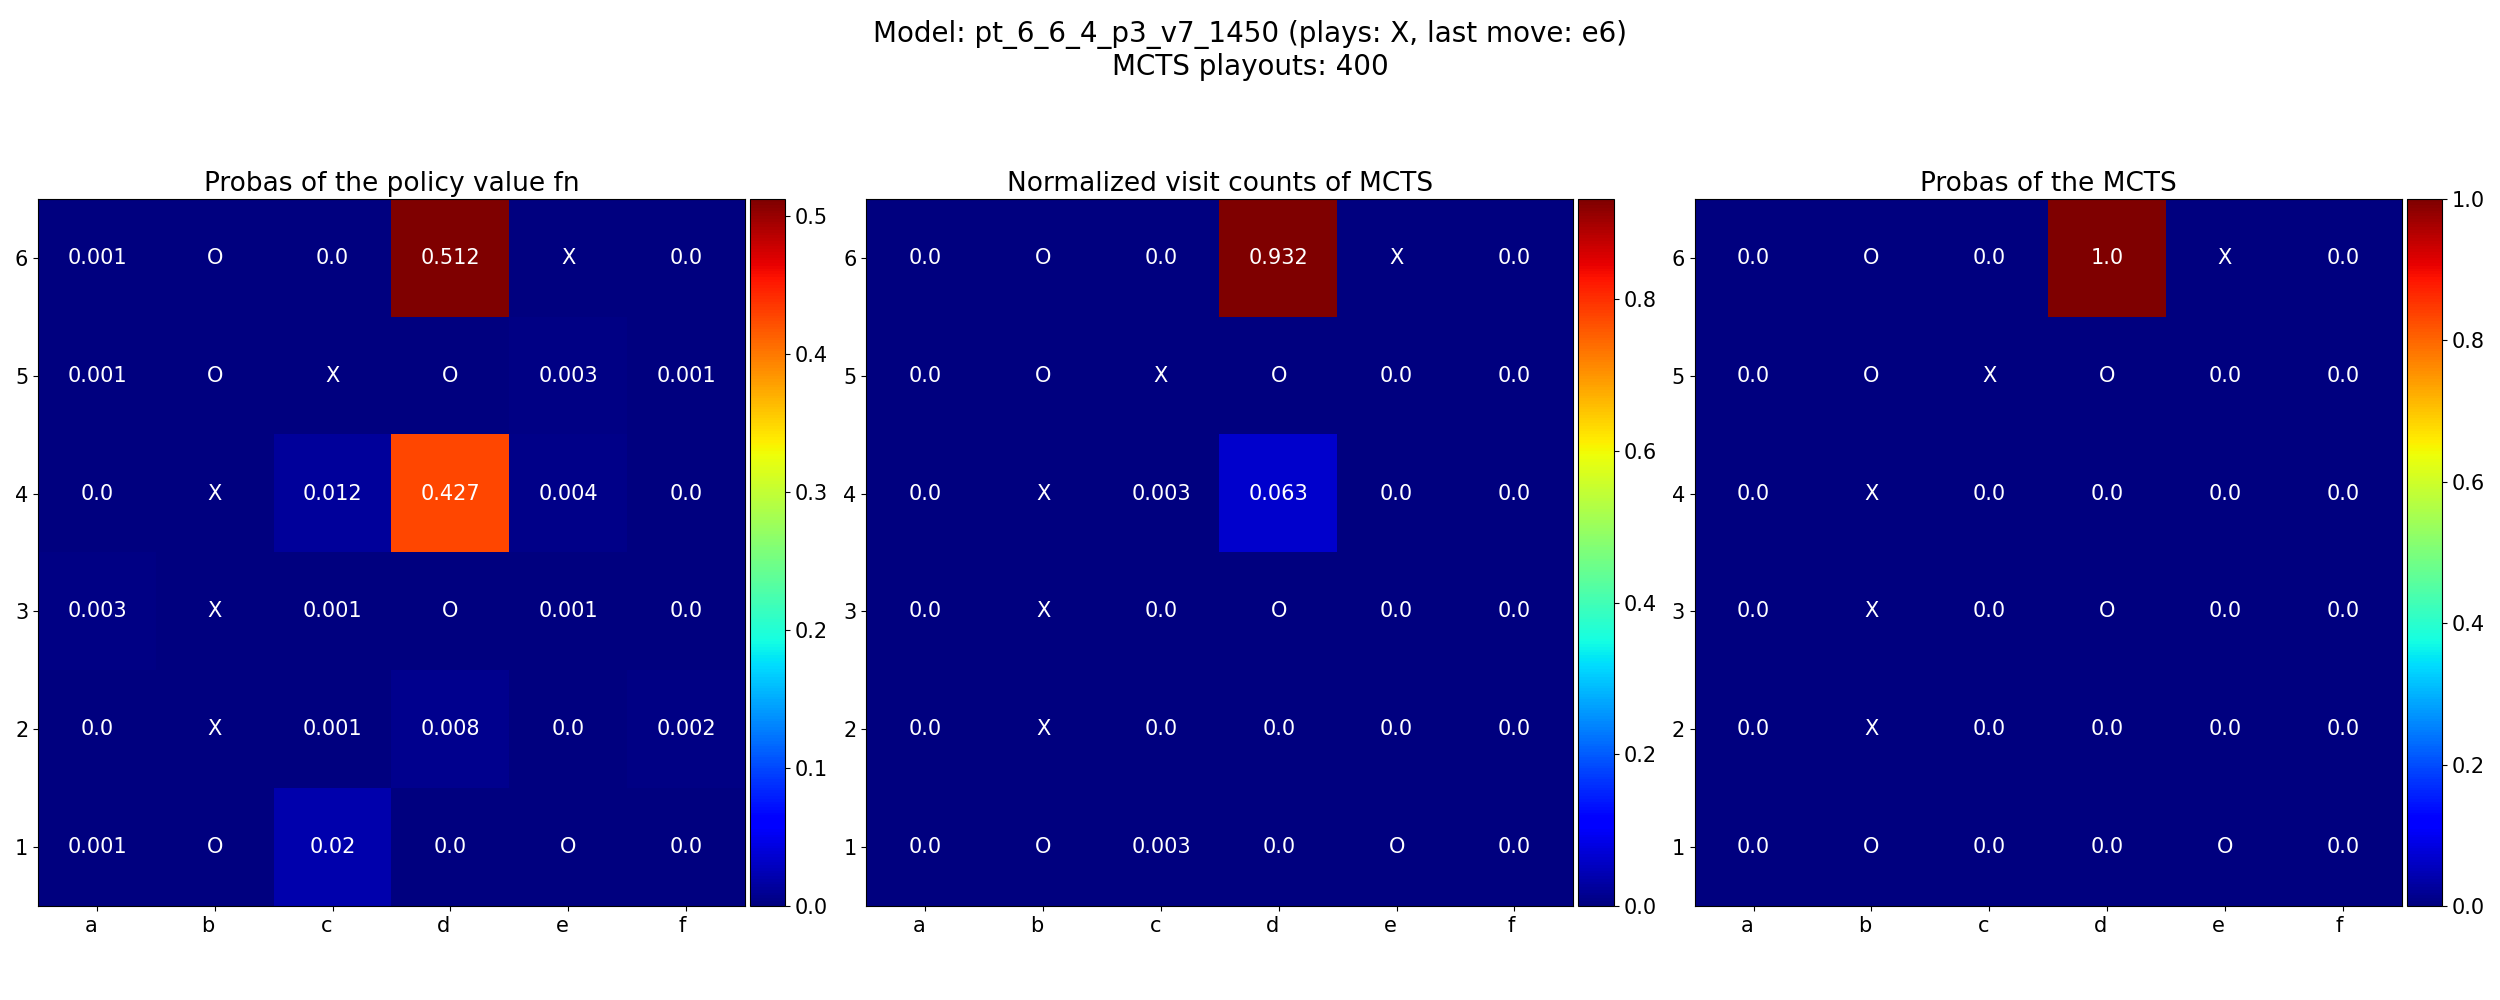 Model: pt_6_6_4_p3_v7_1450 (plays: X, last move: e6)
MCTS playouts: 400
Probas of the policy value fn
6 0.001 O 0.0 0.512 X 0.0
5 0.001 O X O 0.003 0.001
4 0.0 X 0.012 0.427 0.004 0.0
3 0.003 X 0.001 O 0.001 0.0
2 0.0 X 0.001 0.008 0.0 0.002
1 0.001 O 0.02 0.0 O 0.0
a b c d e f
0.5
0.4
0.3
0.2
0.1
0.0
Normalized visit counts of MCTS
6 0.0 O 0.0 0.932 X 0.0
5 0.0 O X O 0.0 0.0
4 0.0 X 0.003 0.063 0.0 0.0
3 0.0 X 0.0 O 0.0 0.0
2 0.0 X 0.0 0.0 0.0 0.0
1 0.0 O 0.003 0.0 O 0.0
a b c d e f
0.8
0.6
0.4
0.2
0.0
Probas of the MCTS
6 0.0 O 0.0 1.0 X 0.0
5 0.0 O X O 0.0 0.0
4 0.0 X 0.0 0.0 0.0 0.0
3 0.0 X 0.0 O 0.0 0.0
2 0.0 X 0.0 0.0 0.0 0.0
1 0.0 O 0.0 0.0 O 0.0
a b c d e f
1.0
0.8
0.6
0.4
0.2
0.0